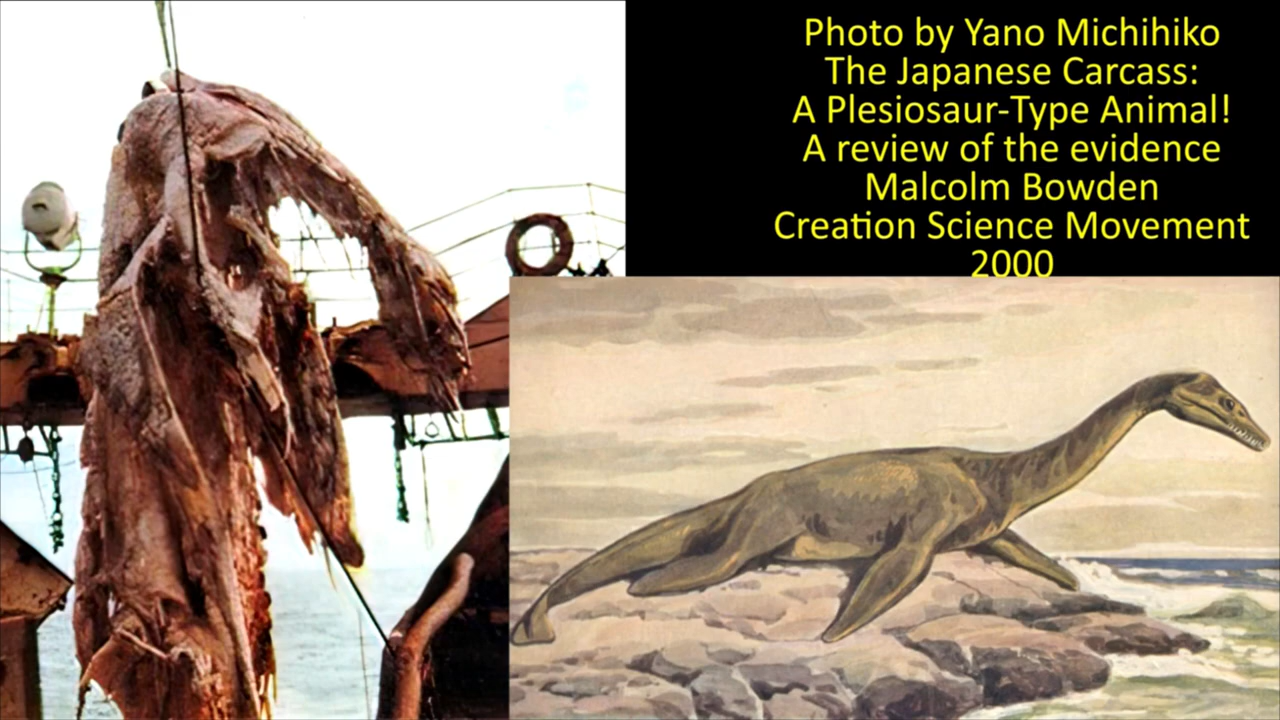 Photo by Yano Michihiko
The Japanese Carcass:
A Plesiosaur-Type Animal!
A review of the evidence
Malcolm Bowden
Creation Science Movement
2000